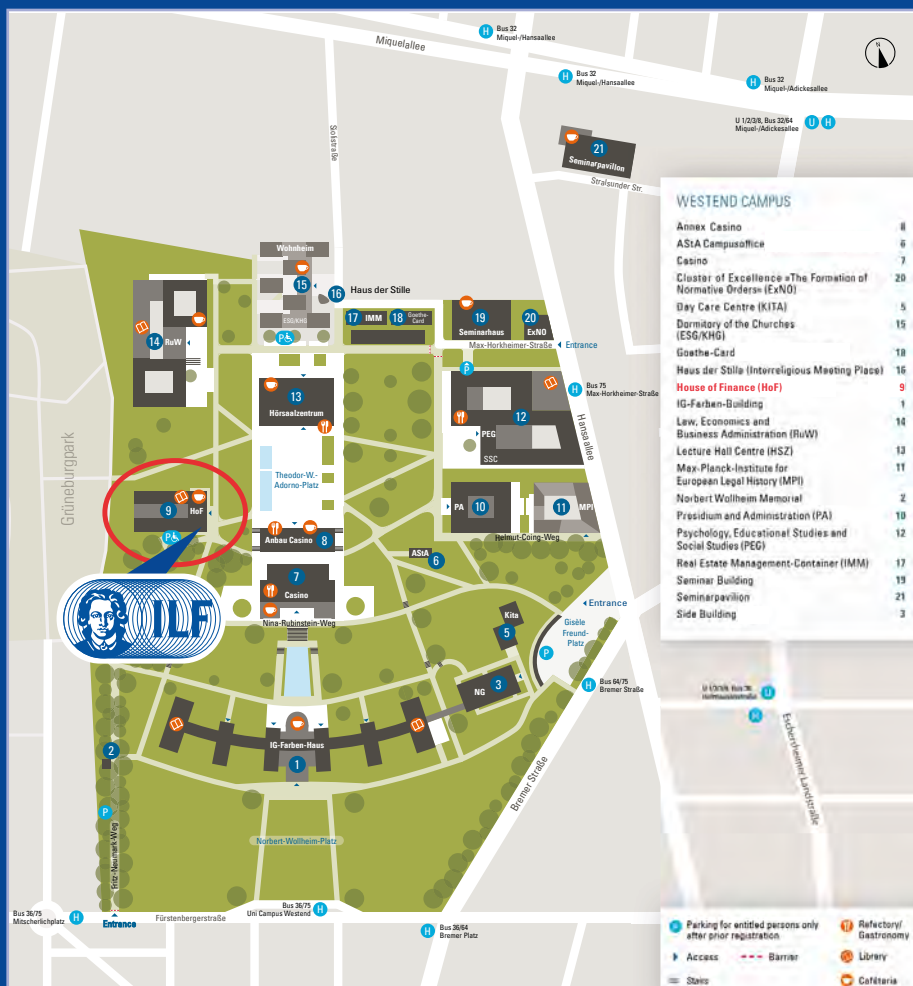 Bus 32
Miquel-/Hansaallee
Miquelallee
Bus 32
Miquel-/Hansaallee
Bus 32
Miquel-/Adickesallee
U 1/2/3/8, Bus 32/64
Miquel-/Adickesallee
U H
N
21
Seminarpavillon
Stralsunder Str.
Solistraße
Wohnheim
15
16 Haus der Stille
ESG/KHG
P
17 IMM
18 Goethe-
Card
19
Seminarhaus
20
ExNO
Max-Horkheimer-Straße
Entrance
14 RuW
P
13
Hörsaalzentrum
12
PEG
SSC
Bus 75
Max-Horkheimer-Straße
Hansaallee
Grüneburgpark
Theodor-W.-
Adorno-Platz
9 HoF
P
PA 10
11 MPI
Helmut-Coing-Weg
Anbau Casino 8
AStA
6
7
Casino
Nina-Rubinstein-Weg
ILF
Entrance
Kita
5
Gisèle
Freund-
Platz
P
NG 3
Bus 64/75
Bremer Straße
IG-Farben-Haus
1
2
P
Fritz-Neumark-Weg
Norbert-Wollheim-Platz
Bremer Straße
Bus 36/75
Mitscherlichplatz
H
Entrance
Fürstenbergerstraße
Bus 36/75
Uni Campus Westend
H
H
Bus 36/64
Bremer Platz
WESTEND CAMPUS
Annex Casino 8
AStA Campusoffice 6
Casino 7
Cluster of Excellence »The Formation of 20
Normative Orders« (ExNO)
Day Care Centre (KITA) 5
Dormitory of the Churches 15
(ESG/KHG)
Goethe-Card 18
Haus der Stille (Interreligious Meeting Place) 16
House of Finance (HoF) 9
IG-Farben-Building 1
Law, Economics and 14
Business Administration (RuW)
Lecture Hall Centre (HSZ) 13
Max-Planck-Institute for 11
European Legal History (MPI)
Norbert Wollheim Memorial 2
Presidium and Administration (PA) 10
Psychology, Educational Studies and 12
Social Studies (PEG)
Real Estate Management-Container (IMM) 17
Seminar Building 19
Seminarpavilion 21
Side Building 3
U
H
Eschersheimer Landstraße
Parking for entitled persons only
after prior registration
Access
Barrier
Stairs
Refectory/
Gastronomy
Library
Cafeteria